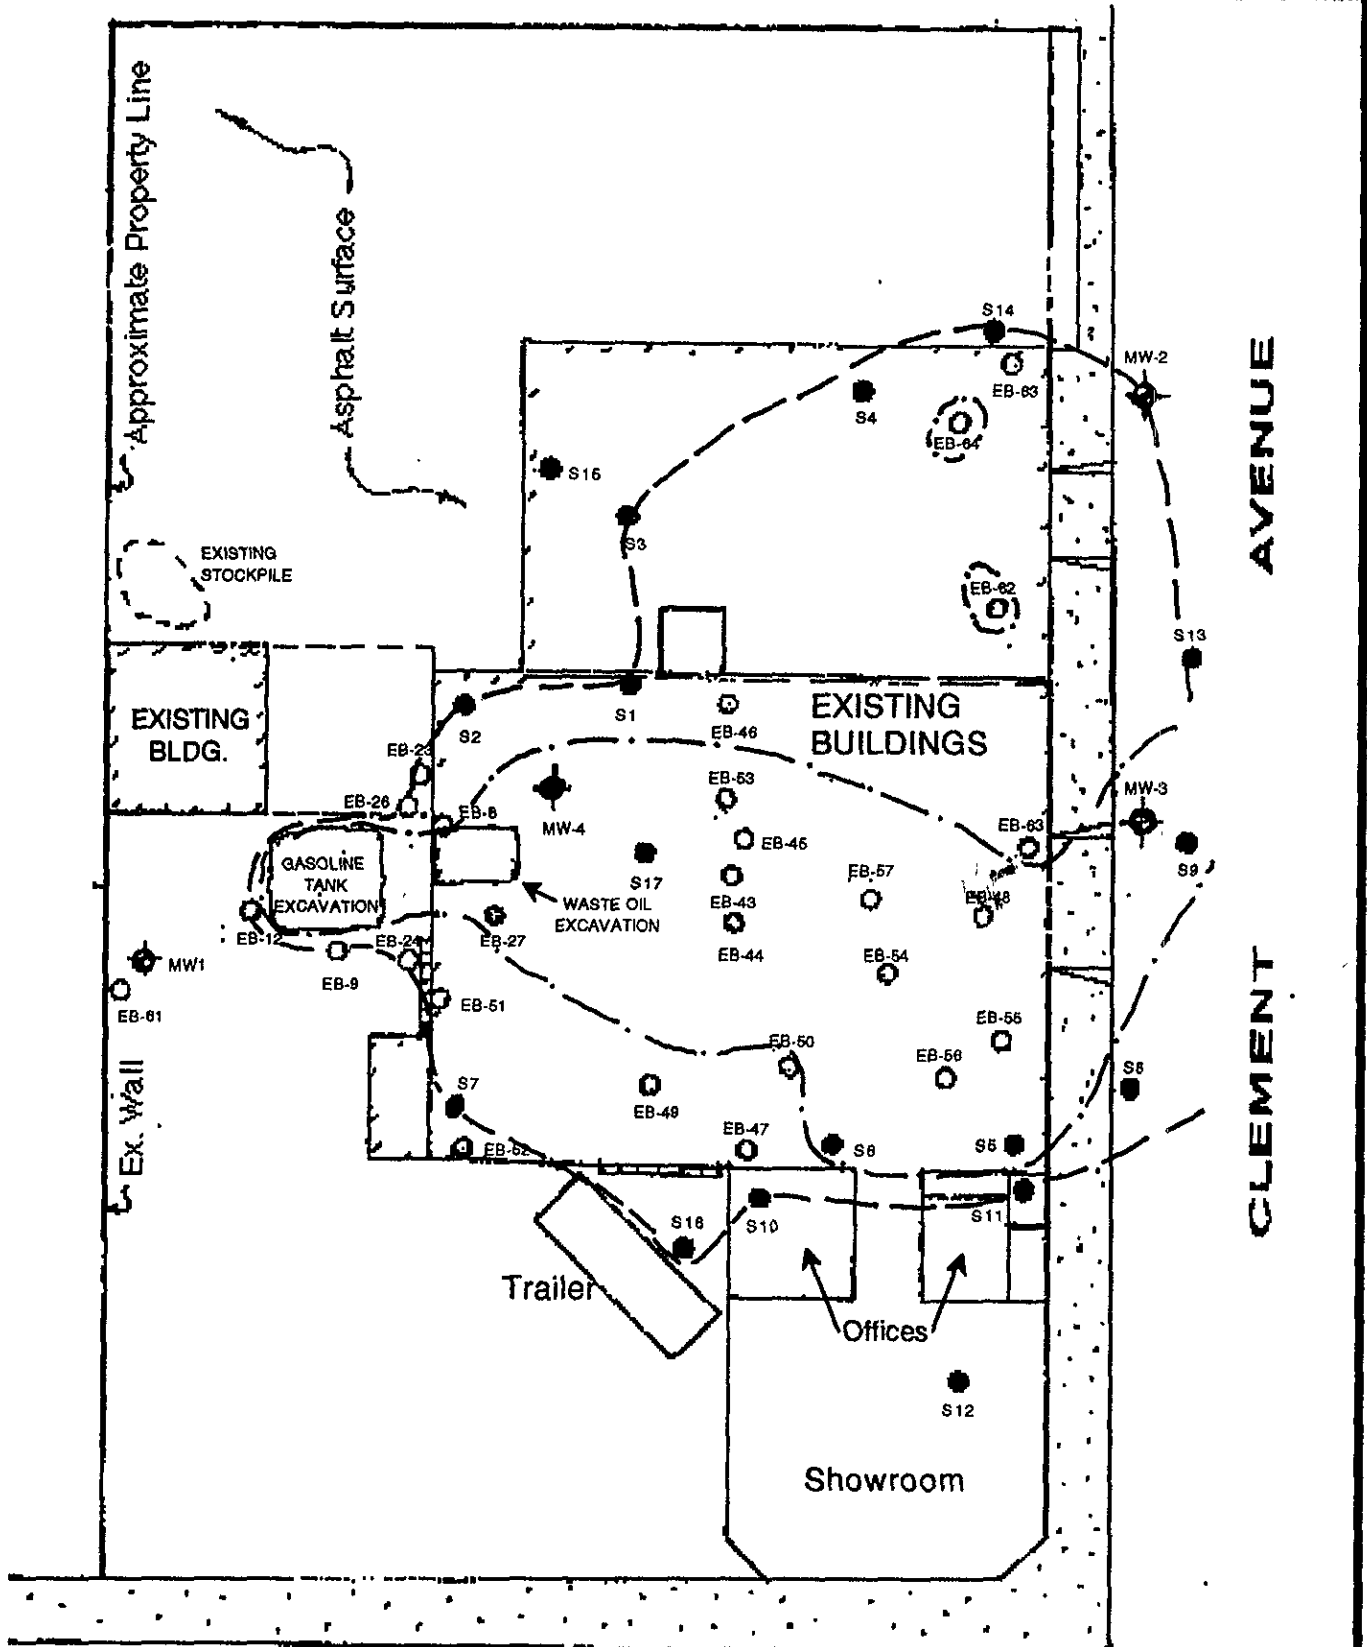 Approximate Property Line
Asphalt Surface
S14
MW-2
EB-63
S4
EB-64
AVENUE
S15
S3
EXISTING
STOCKPILE
EB-62
S13
EXISTING
BLDG.
S2
S1
EB-46
EXISTING
BUILDINGS
EB-23
EB-26
EB-8
EB-53
MW-4
MW-3
EB-45
EB-63
GASOLINE
TANK
EXCAVATION
S17
EB-57
S9
EB-43
EB-48
WASTE OIL
EXCAVATION
EB-12
EB-24
EB-27
EB-44
MW1
EB-9
EB-54
EB-51
EB-61
EB-55
EB-50
EB-56
CLEMENT
Ex. Wall
S7
EB-49
S8
EB-52
EB-47
S6
S5
S16
S10
S11
Trailer
Offices
S12
Showroom